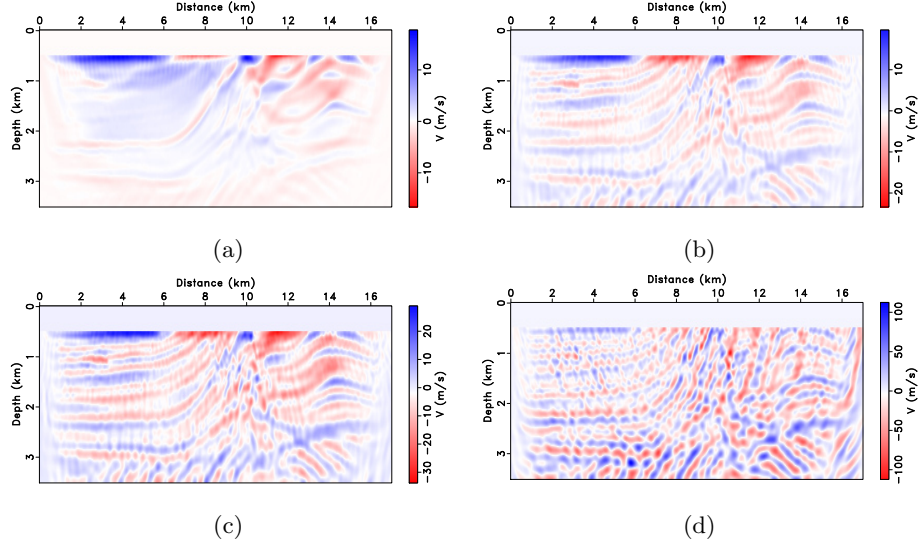 Distance (km)
0 2 4 6 8 10 12 14 16
Depth (km)
0 1 2 3
V (m/s)
10 0 −10
(a)
Distance (km)
0 2 4 6 8 10 12 14 16
Depth (km)
0 1 2 3
V (m/s)
10 0 −10 −20
(b)
Distance (km)
0 2 4 6 8 10 12 14 16
Depth (km)
0 1 2 3
V (m/s)
20 10 0 −10 −20 −30
(c)
Distance (km)
0 2 4 6 8 10 12 14 16
Depth (km)
0 1 2 3
V (m/s)
100 50 0 −50 −100
(d)